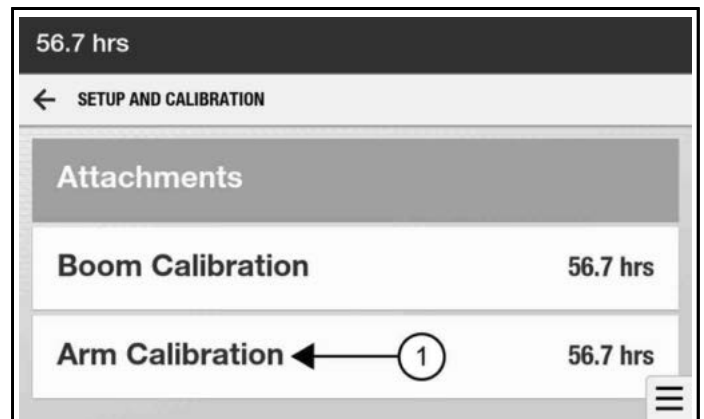 56.7 hrs
SETUP AND CALIBRATION
Attachments
Boom Calibration 56.7 hrs
Arm Calibration 1 56.7 hrs